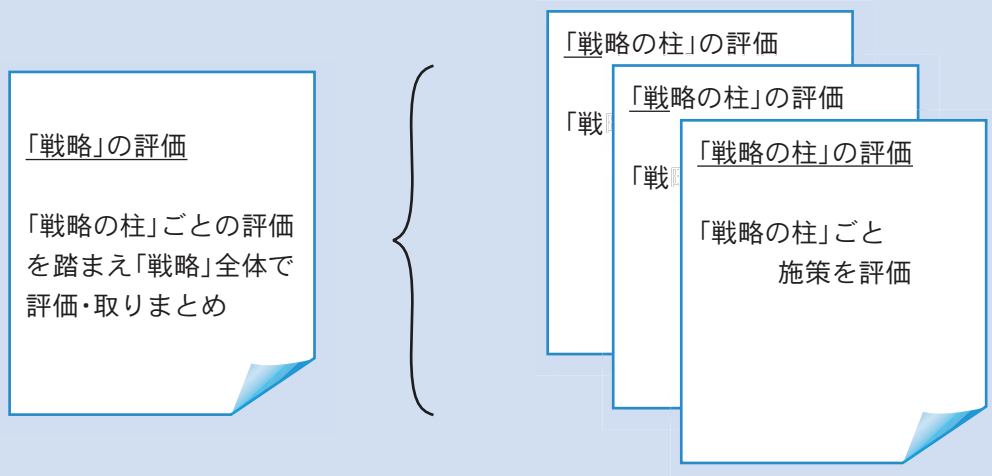 「戦略」の評価
「戦略の柱」ごとの評価
を踏まえ「戦略」全体で
評価・取りまとめ
「戦略の柱」の評価
「戦
「戦略の柱」の評価
「戦
「戦略の柱」の評価
「戦略の柱」ごと
施策を評価